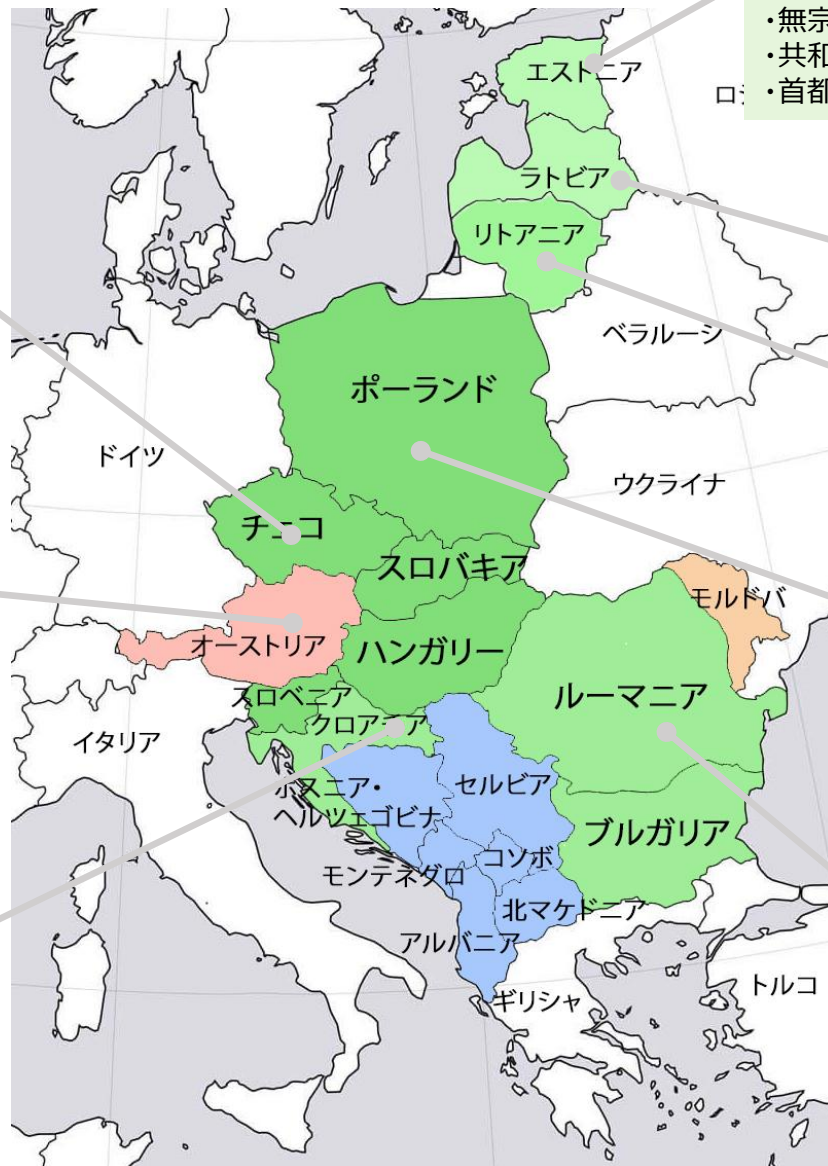 ・無宗
・共和
・首都
ロシ
エストニア
ラトビア
リトアニア
ベラルーシ
ポーランド
ドイツ
ウクライナ
チェコ
スロバキア
モルドバ
オーストリア
ハンガリー
スロベニア
ルーマニア
クロアチア
イタリア
セルビア
ボスニア・
ヘルツェゴビナ
ブルガリア
コソボ
モンテネグロ
北マケドニア
アルバニア
ギリシャ
トルコ